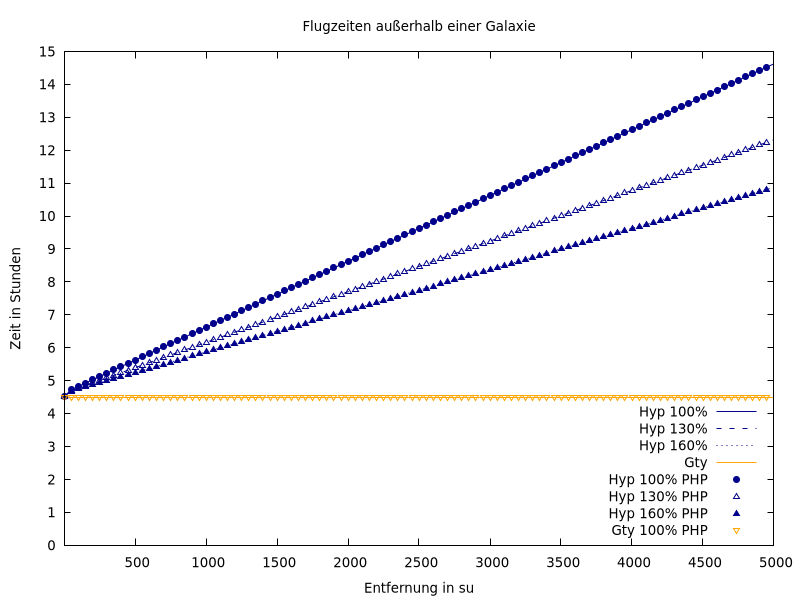 Flugzeiten außerhalb einer Galaxie
15
14
13
12
11
10
9
8
7
6
5
4
3
2
1
0
Zeit in Stunden
Hyp 100%
Hyp 130%
Hyp 160%
Gty
Hyp 100% PHP
Hyp 130% PHP
Hyp 160% PHP
Gty 100% PHP
500 1000 1500 2000 2500 3000 3500 4000 4500 5000
Entfernung in su